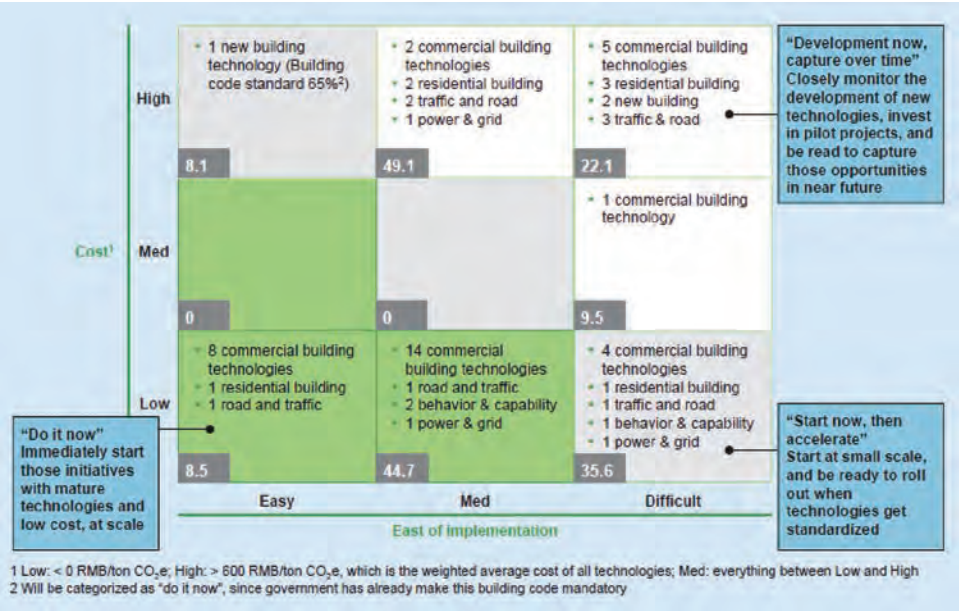 • 1 new building
technology (Building
code standard 65%²)
8.1
• 2 commercial building
technologies
• 2 residential building
• 2 traffic and road
• 1 power & grid
49.1
• 5 commercial building
technologies
• 3 residential building
• 2 new building
• 3 traffic & road
22.1
"Development now,
capture over time"
Closely monitor the
development of new
technologies, invest
in pilot projects, and
be read to capture
those opportunities
in near future
High
Cost¹
Med
0
0
• 1 commercial building
technology
9.5
Low
• 8 commercial building
technologies
• 1 residential building
• 1 road and traffic
8.5
• 14 commercial
building technologies
• 1 road and traffic
• 2 behavior & capability
• 1 power & grid
44.7
• 4 commercial building
technologies
• 1 residential building
• 1 traffic and road
• 1 behavior & capability
• 1 power & grid
35.6
"Do it now"
Immediately start
those initiatives
with mature
technologies and
low cost, at scale
"Start now, then
accelerate"
Start at small scale,
and be ready to roll
out when
technologies get
standardized
Easy
Med
Difficult
East of implementation
1 Low: < 0 RMB/ton CO₂e; High: > 600 RMB/ton CO₂e, which is the weighted average cost of all technologies; Med: everything between Low and High
2 Will be categorized as "do it now", since government has already make this building code mandatory